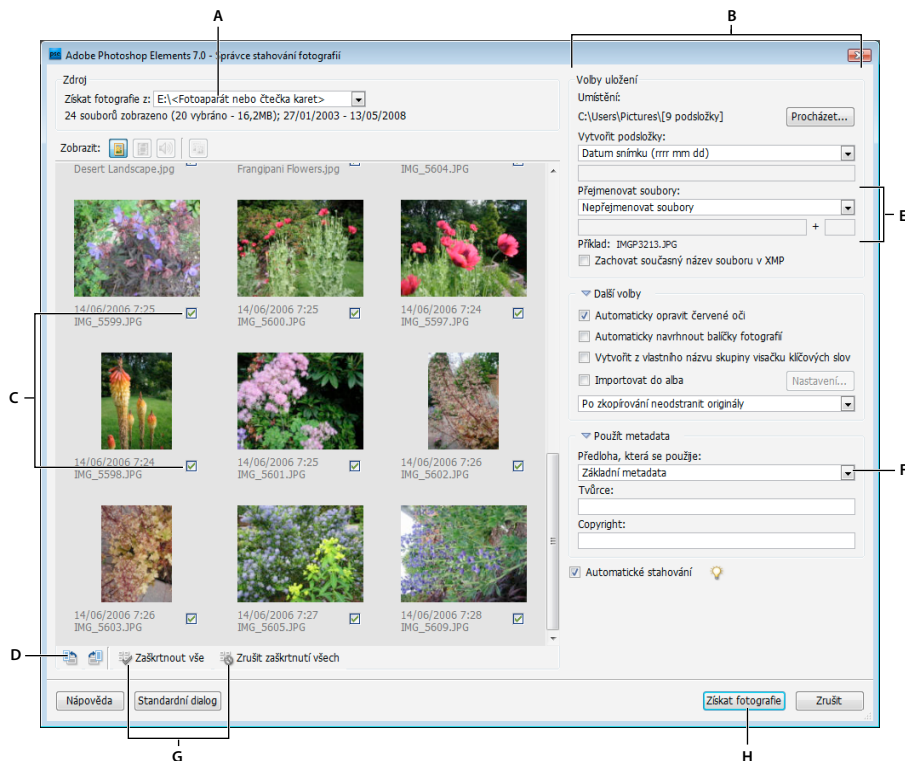 A
B
Adobe Photoshop Elements 7.0 - Správce stahování fotografií
Zdroj
Získat fotografie z: E:\<Fotoaparát nebo čtečka karet>
24 souborů zobrazeno (20 vybráno - 16,2MB); 27/01/2003 - 13/05/2008
Zobrazit:
Desert Landscape.jpg
Frangipani Flowers.jpg
IMG_5604.JPG
14/06/2006 7:25
IMG_5599.JPG
14/06/2006 7:25
IMG_5600.JPG
14/06/2006 7:24
IMG_5597.JPG
C
14/06/2006 7:24
IMG_5598.JPG
14/06/2006 7:25
IMG_5601.JPG
14/06/2006 7:26
IMG_5602.JPG
14/06/2006 7:26
IMG_5603.JPG
14/06/2006 7:27
IMG_5605.JPG
14/06/2006 7:28
IMG_5609.JPG
D
Zaškrtnout vše
Zrušit zaškrtnutí všech
Volby uložení
Umístění:
C:\Users\Pictures\[9 podsložky]
Procházet...
Vytvořit podsložky:
Datum snímku (rrrr mm dd)
Přejmenovat soubory:
Nepřejmenovat soubory
E
+
Příklad: IMGP3213.JPG
Zachovat současný název souboru v XMP
Další volby
Automaticky opravit červené oči
Automaticky navrhnout balíčky fotografií
Vytvořit z vlastního názvu skupiny visačku klíčových slov
Importovat do alba
Nastavení...
Po zkopírování neodstranit originály
Použít metadata
Předloha, která se použije:
Základní metadata
F
Tvůrce:
Copyright:
Automatické stahování
Nápověda
Standardní dialog
Získat fotografie
Zrušit
G
H